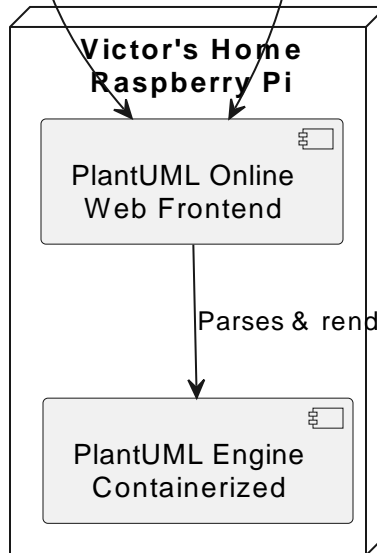 Victor's Home
Raspberry Pi
PlantUML Online
Web Frontend
Parses & rend
PlantUML Engine
Containerized